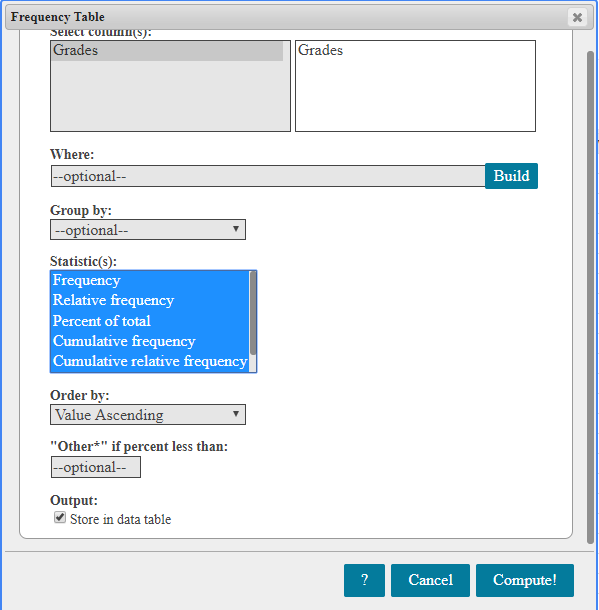 Frequency Table
Select column(s):
Grades
Grades
Where:
--optional--
Build
Group by:
--optional--
Statistic(s):
Frequency
Relative frequency
Percent of total
Cumulative frequency
Cumulative relative frequency
Order by:
Value Ascending
"Other*" if percent less than:
--optional--
Output:
Store in data table
?
Cancel
Compute!